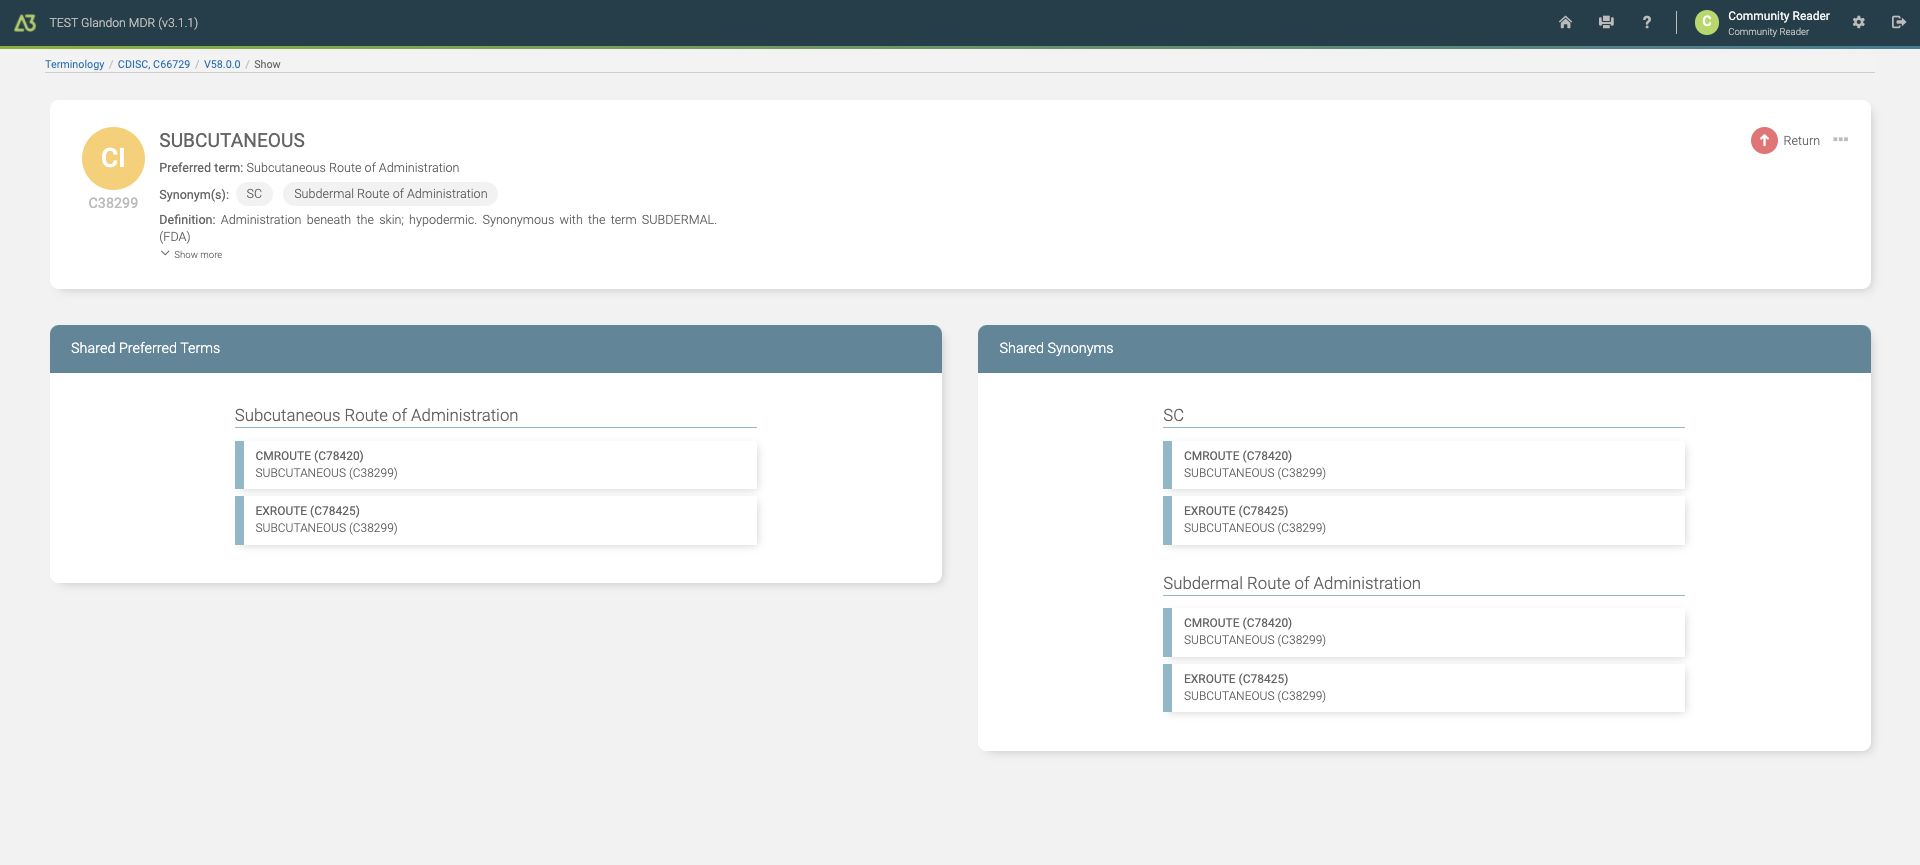 TEST Glandon MDR (v3.1.1)
?
C
Community Reader
Community Reader
Terminology / CDISC, C66729 / V58.0.0 / Show
CI
C38299
SUBCUTANEOUS
Preferred term: Subcutaneous Route of Administration
Synonym(s): SC Subdermal Route of Administration
Definition: Administration beneath the skin; hypodermic. Synonymous with the term SUBDERMAL.
(FDA)
Show more
Return
Shared Preferred Terms
Subcutaneous Route of Administration
CMROUTE (C78420)
SUBCUTANEOUS (C38299)
EXROUTE (C78425)
SUBCUTANEOUS (C38299)
Shared Synonyms
SC
CMROUTE (C78420)
SUBCUTANEOUS (C38299)
EXROUTE (C78425)
SUBCUTANEOUS (C38299)
Subdermal Route of Administration
CMROUTE (C78420)
SUBCUTANEOUS (C38299)
EXROUTE (C78425)
SUBCUTANEOUS (C38299)